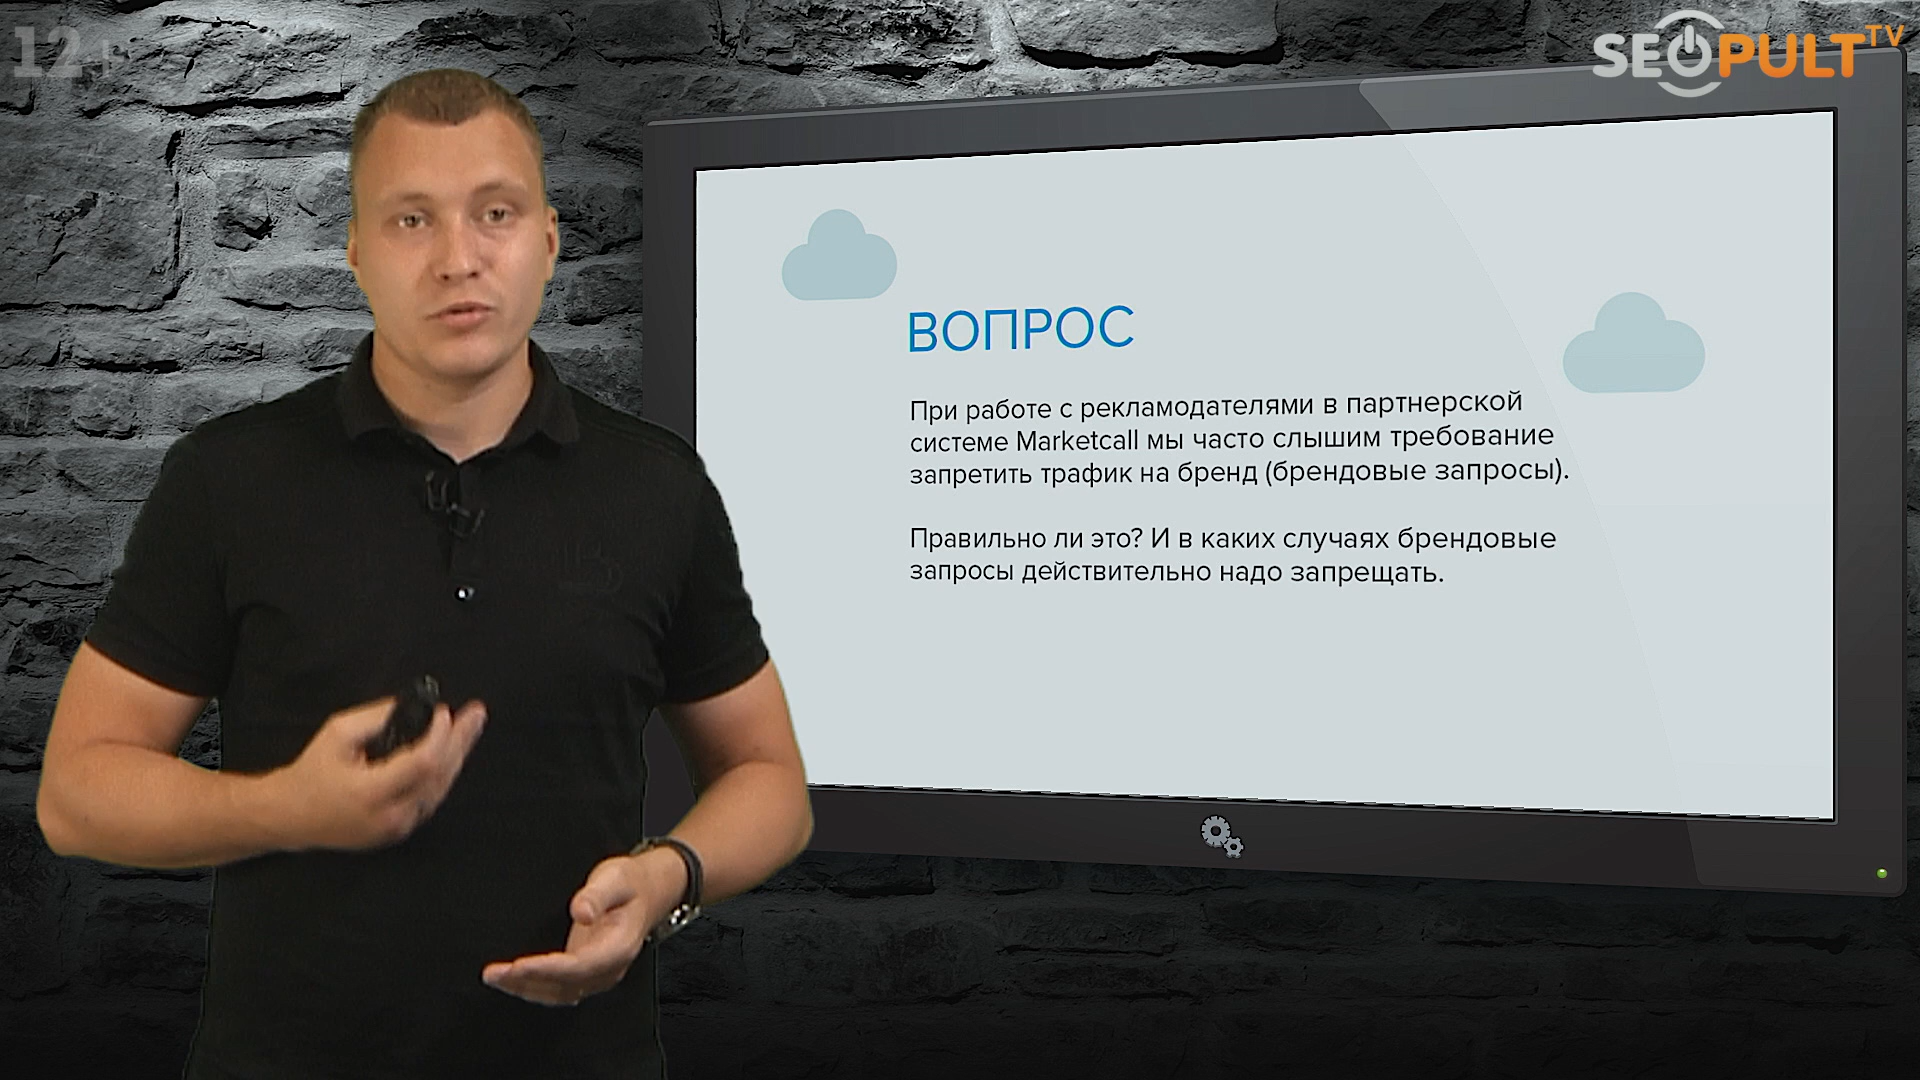 12+
SEOPULT TV
ВОПРОС
При работе с рекламодателями в партнерской
системе Marketcall мы часто слышим требование
запретить трафик на бренд (брендовые запросы).
Правильно ли это? И в каких случаях брендовые
запросы действительно надо запрещать.